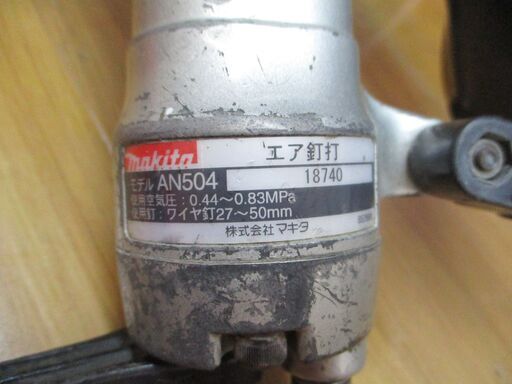 makita
エア釘打
モデル AN504
18740
使用空気圧：0.44～0.83MPa
使用釘：ワイヤ釘27～50mm
株式会社 マキタ